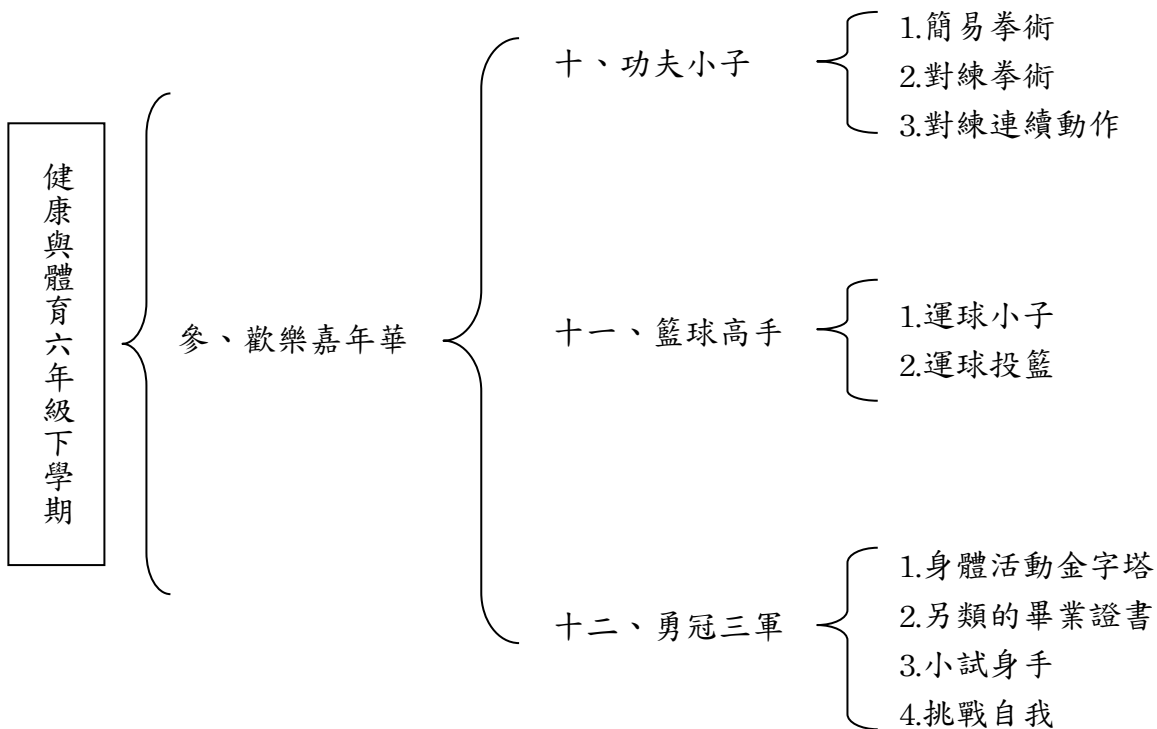 健康與體育六年級下學期
參、歡樂嘉年華
十、功夫小子
1.簡易拳術
2.對練拳術
3.對練連續動作
十一、籃球高手
1.運球小子
2.運球投籃
十二、勇冠三軍
1.身體活動金字塔
2.另類的畢業證書
3.小試身手
4.挑戰自我